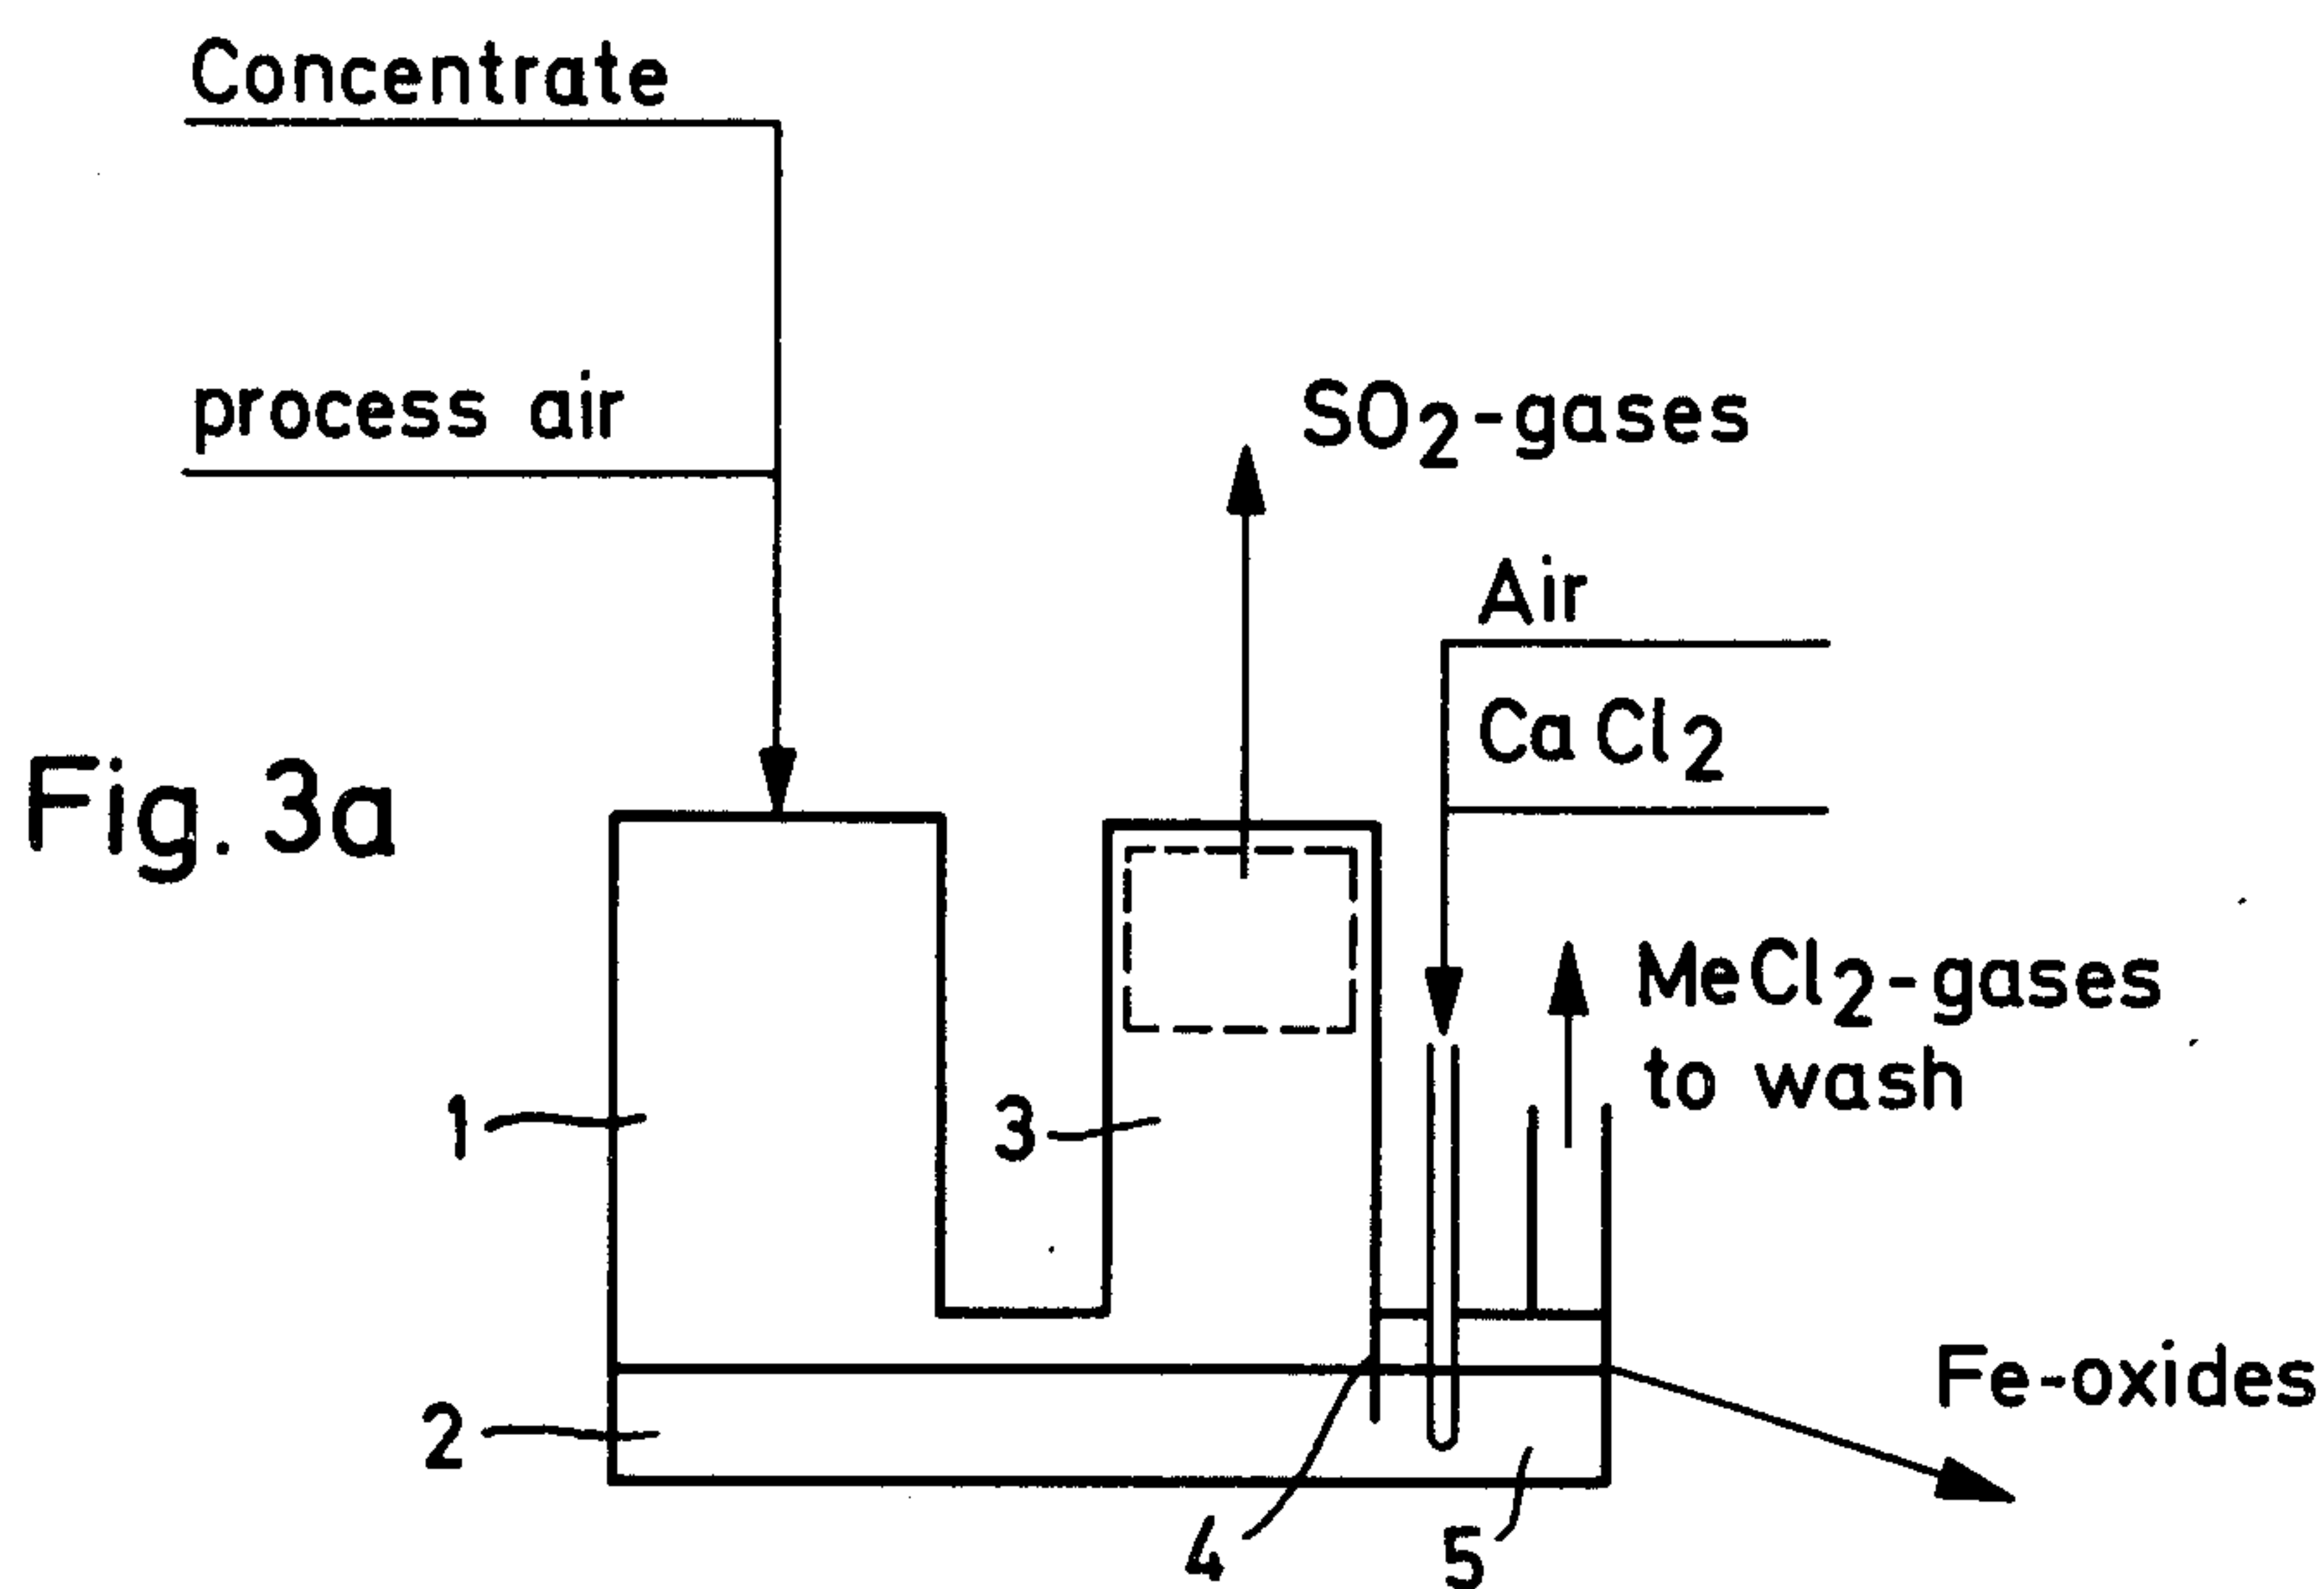 Concentrate
process air
SO2-gases
Air
CaCl2
Fig. 3a
MeCl2-gases
to wash
1
3
Fe-oxides
2
4
5